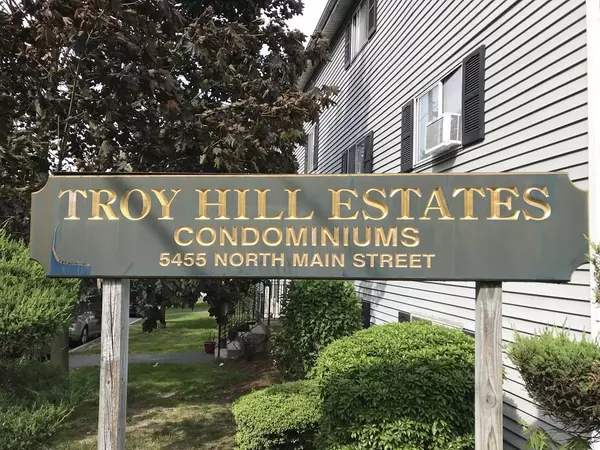 TROY HILL ESTATES
CONDOMINIUMS
5455 NORTH MAIN STREET